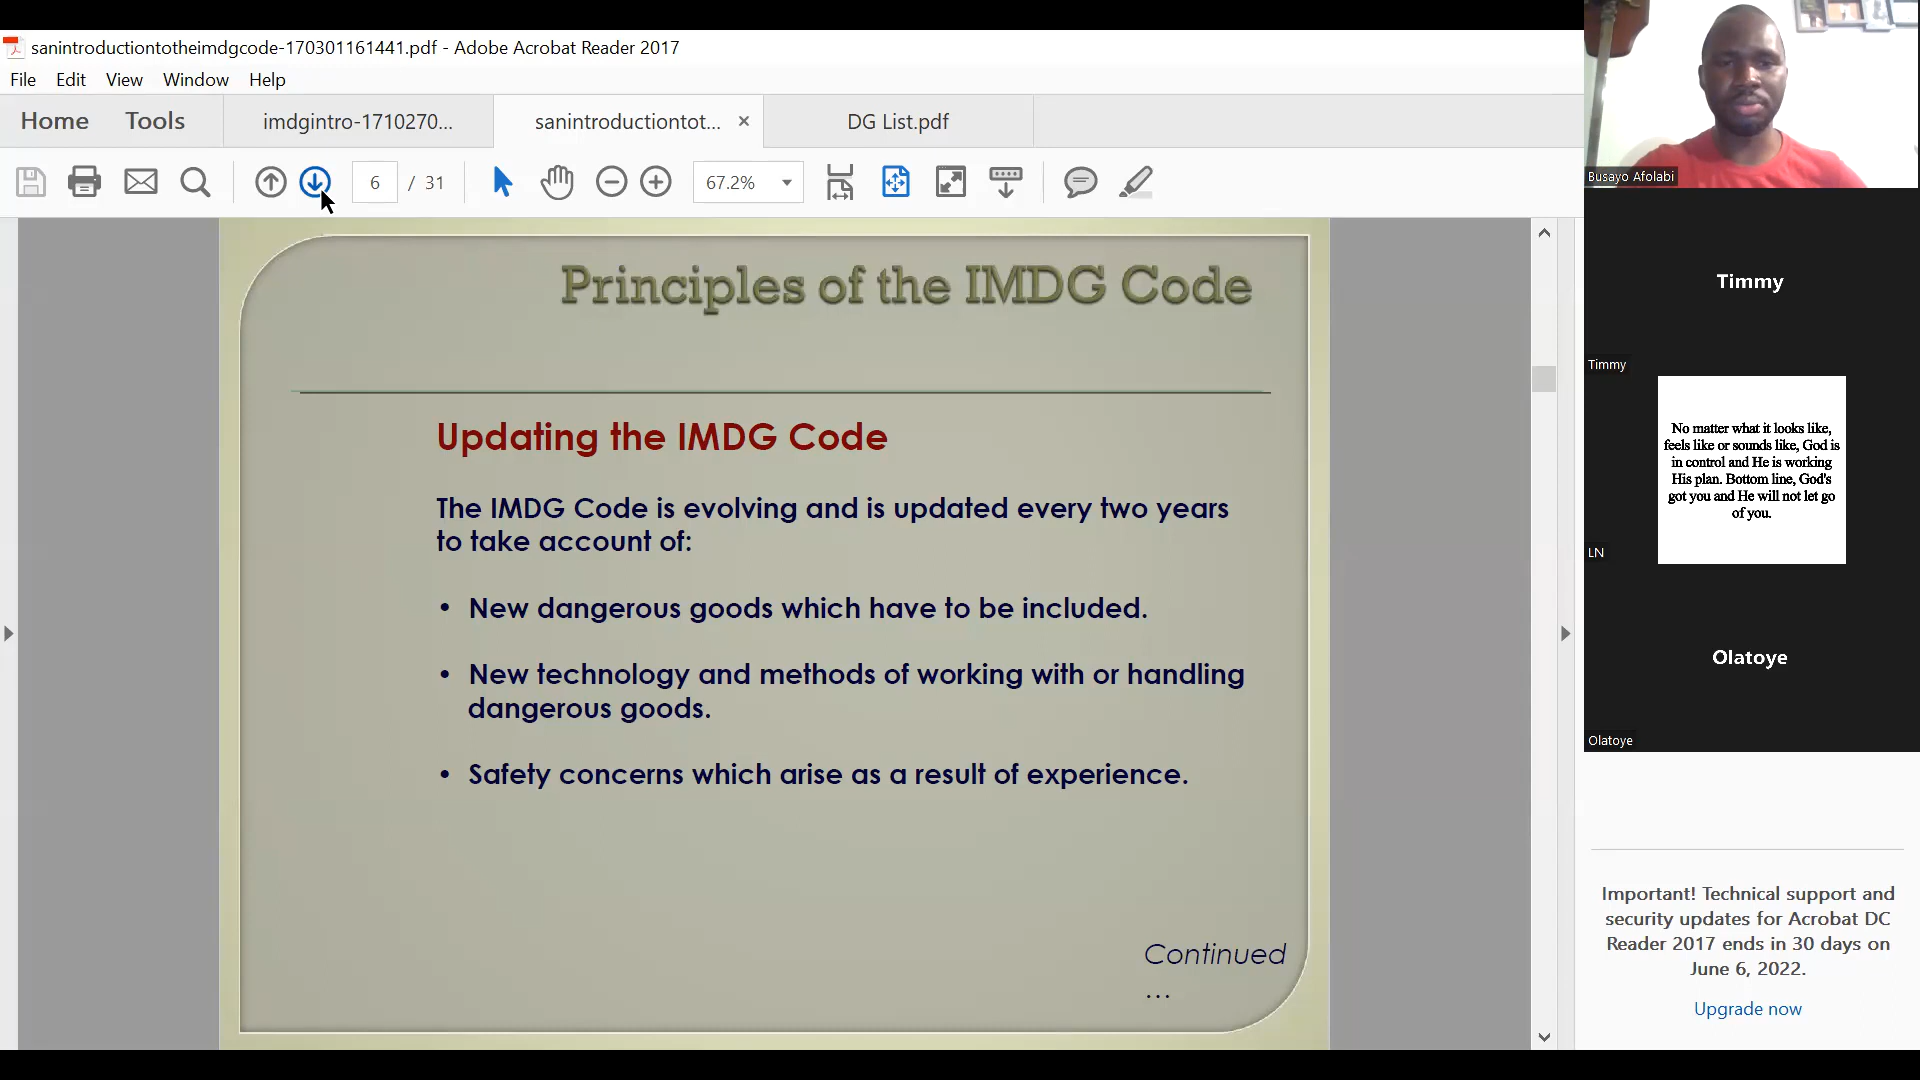 sanintroductiontotheimdgcode-170301161441.pdf - Adobe Acrobat Reader 2017
File Edit View Window Help
Home Tools imdgintro-1710270... sanintroductiontot... × DG List.pdf
6 / 31 67.2%
Principles of the IMDG Code
Updating the IMDG Code
The IMDG Code is evolving and is updated every two years
to take account of:
• New dangerous goods which have to be included.
• New technology and methods of working with or handling
dangerous goods.
• Safety concerns which arise as a result of experience.
Continued
...
Busayo Afolabi
Timmy
Timmy
No matter what it looks like,
feels like or sounds like, God is
in control and He is working
His plan. Bottom line, God's
got you and He will not let go
of you.
LN
Olatoye
Olatoye
Important! Technical support and
security updates for Acrobat DC
Reader 2017 ends in 30 days on
June 6, 2022.
Upgrade now